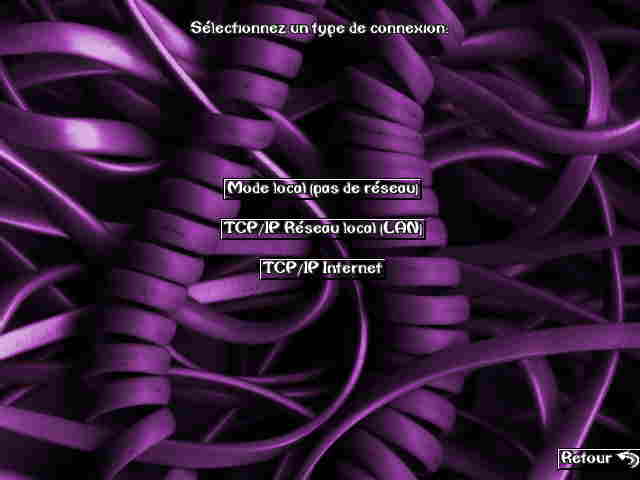 Sélectionnez un type de connexion:
Mode local (pas de réseau)
TCP/IP Réseau local (LAN)
TCP/IP Internet
Retour